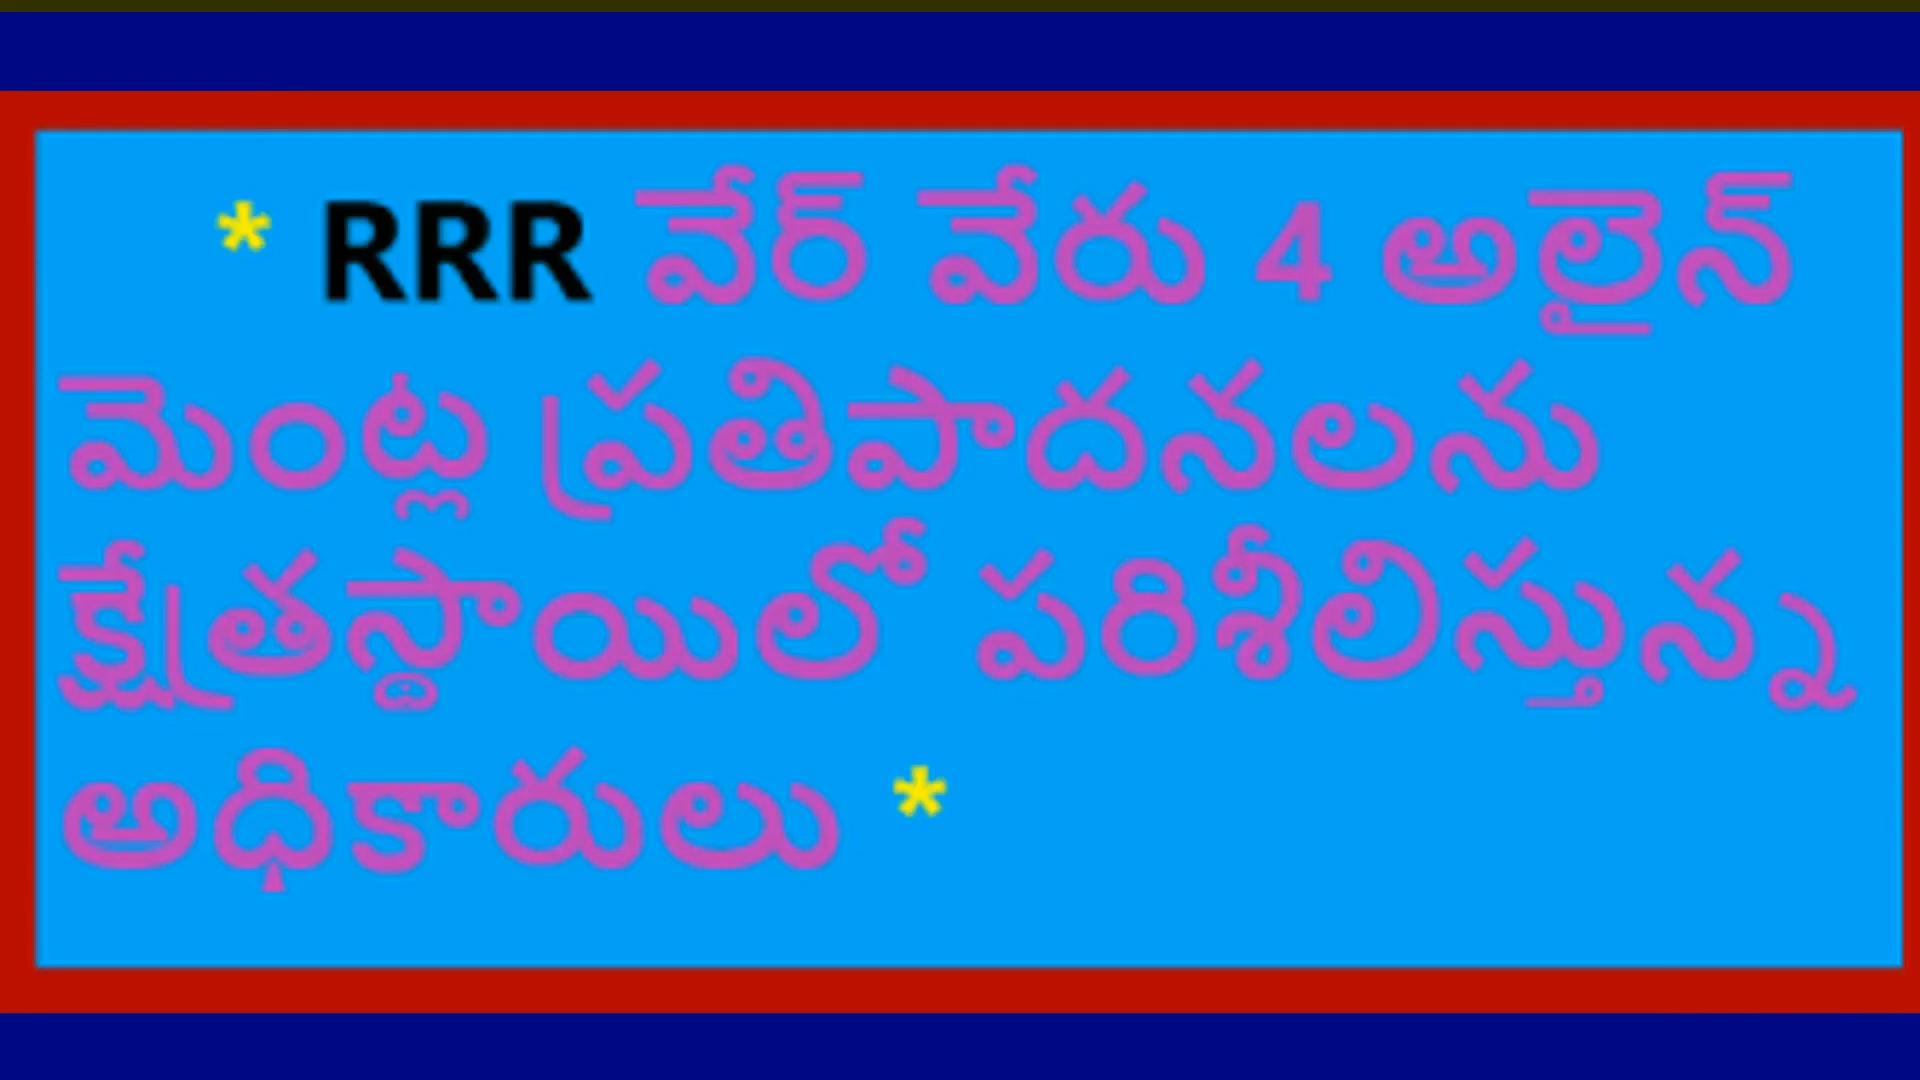 * RRR వేర్ వేరు 4 అలైన్
మెంట్ల ప్రతిపాదనలను
క్షేత్రస్థాయిలో పరిశీలిస్తున్న
అధికారులు *